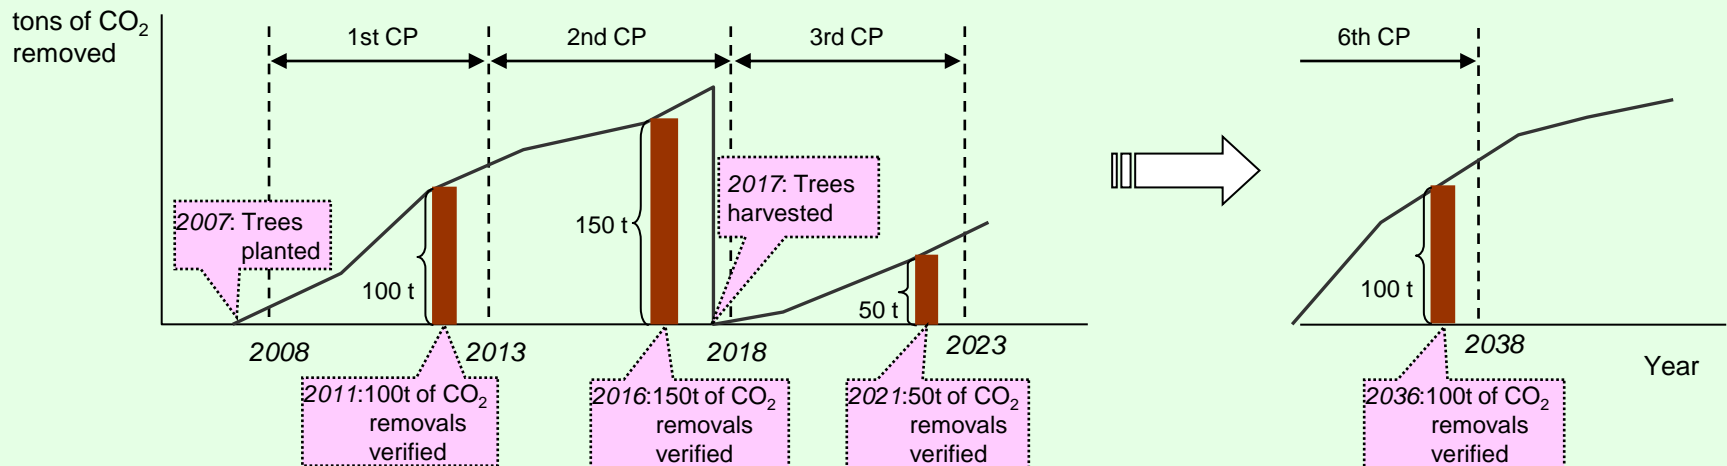 tons of CO₂
removed
1st CP
2nd CP
3rd CP
6th CP
2007: Trees
planted
100 t
150 t
2017: Trees
harvested
50 t
100 t
2008
2013
2018
2023
2038
Year
2011:100t of CO₂
removals
verified
2016:150t of CO₂
removals
verified
2021:50t of CO₂
removals
verified
2036:100t of CO₂
removals
verified